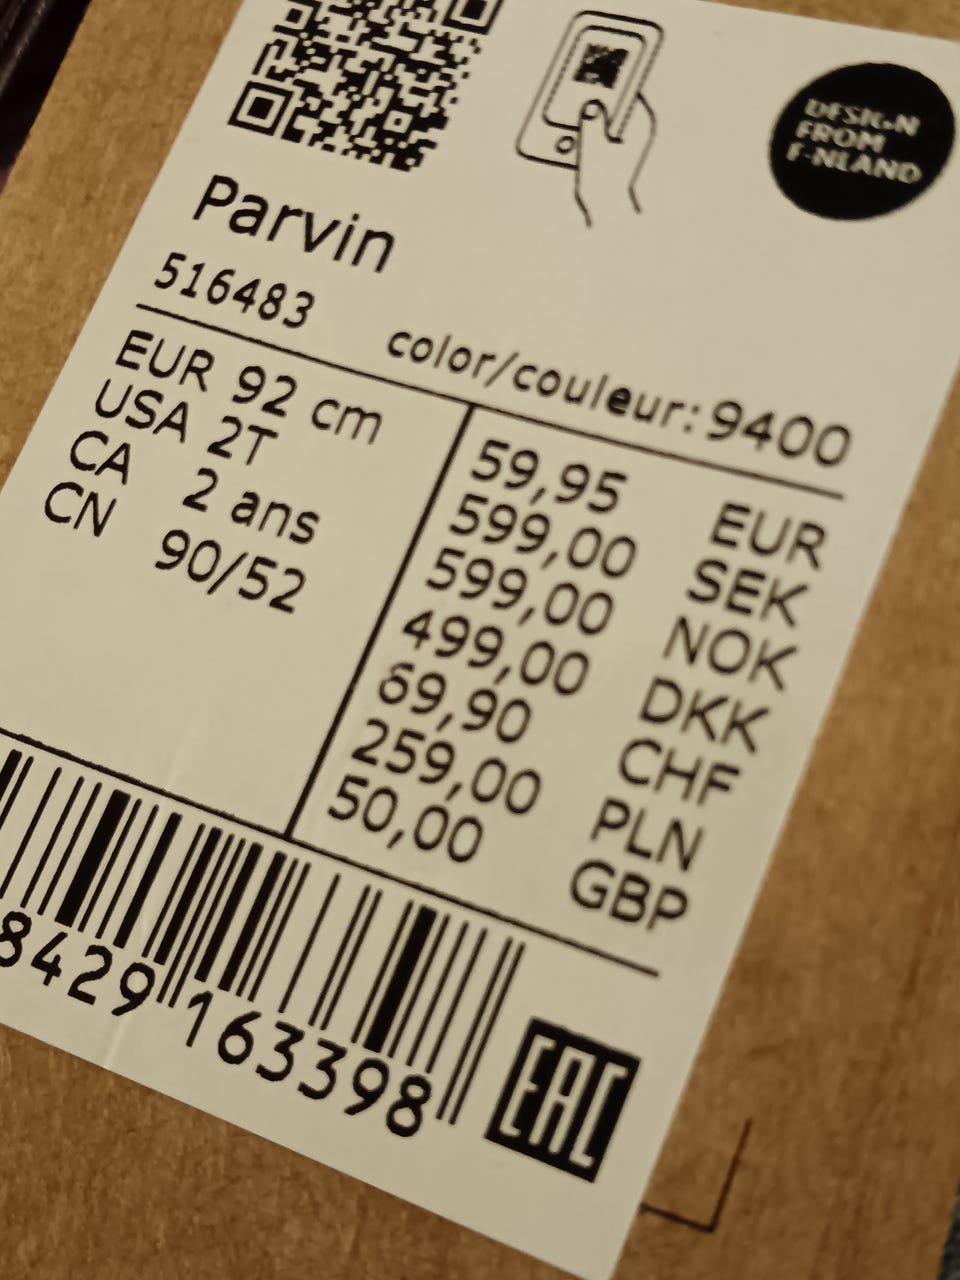 DESIGN
FROM
FINLAND
Parvin
516483
color/couleur: 9400
EUR 92 cm
USA 2T
CA 2 ans
CN 90/52
59,95 EUR
599,00 SEK
599,00 NOK
499,00 DKK
69,90 CHF
259,00 PLN
50,00 GBP
8429 163398
EAC